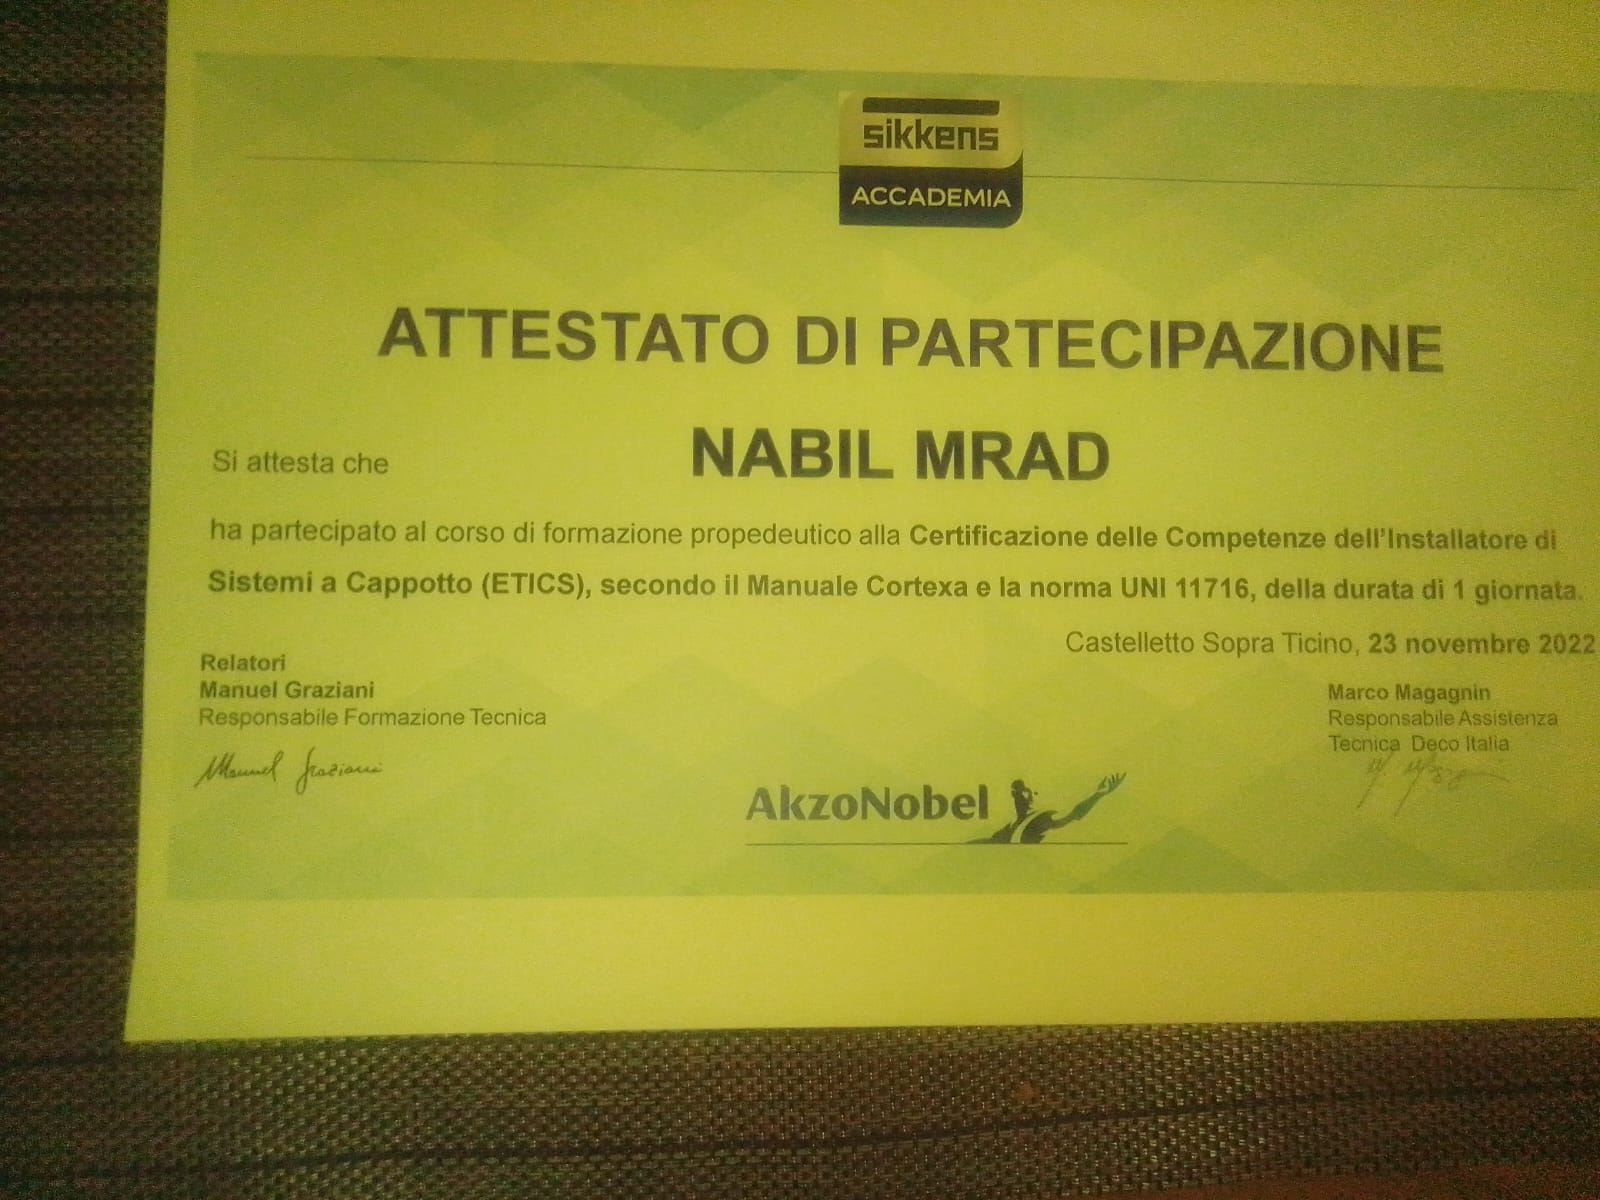 sikkens
ACCADEMIA
ATTESTATO DI PARTECIPAZIONE
Si attesta che NABIL MRAD
ha partecipato al corso di formazione propedeutico alla Certificazione delle Competenze dell'Installatore di
Sistemi a Cappotto (ETICS), secondo il Manuale Cortexa e la norma UNI 11716, della durata di 1 giornata.
Castelletto Sopra Ticino, 23 novembre 2022
Relatori
Manuel Graziani
Responsabile Formazione Tecnica
Manuel Graziani
Marco Magagnin
Responsabile Assistenza
Tecnica Deco Italia
AkzoNobel